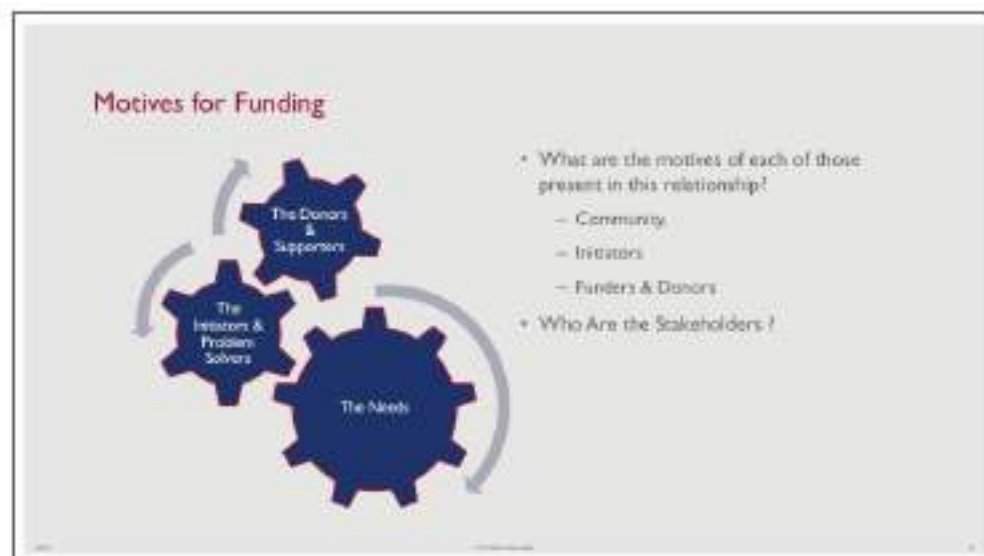 Motives for Funding
The Donors
&
Supporters
The
Initiators &
Problem
Solvers
The Needs
• What are the motives of each of those
present in this relationship?
– Community
– Initiators
– Funders & Donors
• Who Are the Stakeholders ?